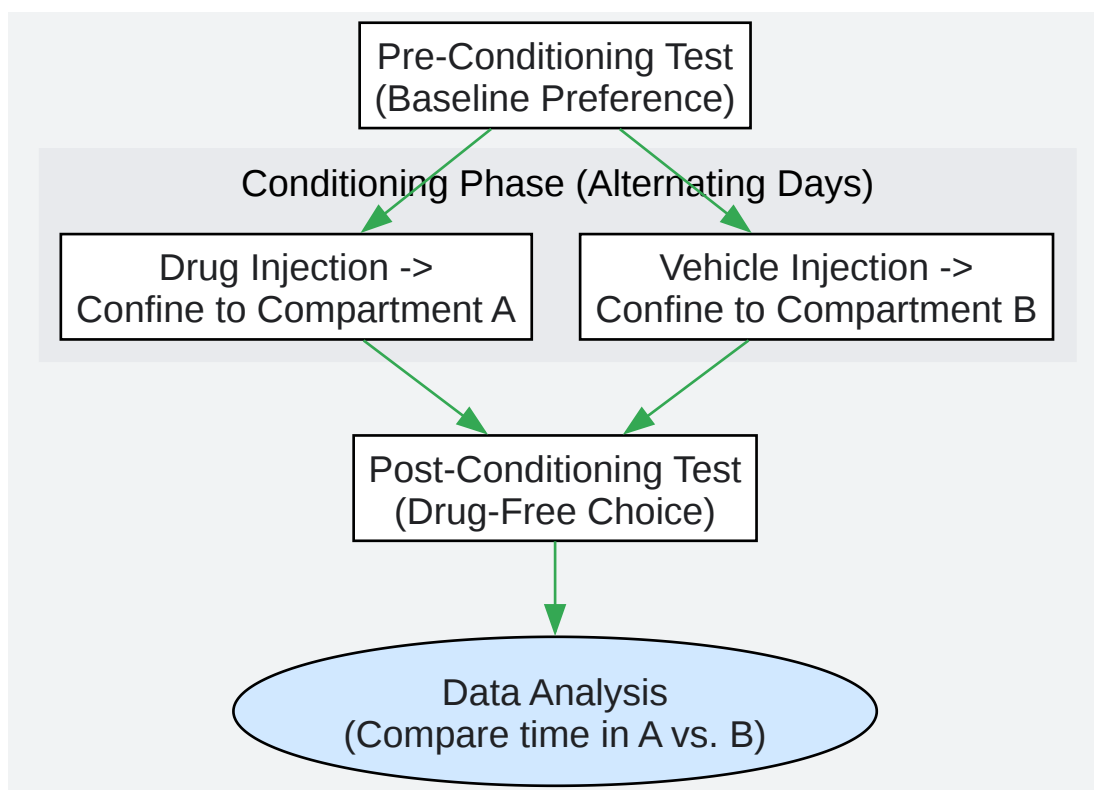 Pre-Conditioning Test
(Baseline Preference)
Conditioning Phase (Alternating Days)
Drug Injection ->
Confine to Compartment A
Vehicle Injection ->
Confine to Compartment B
Post-Conditioning Test
(Drug-Free Choice)
Data Analysis
(Compare time in A vs. B)